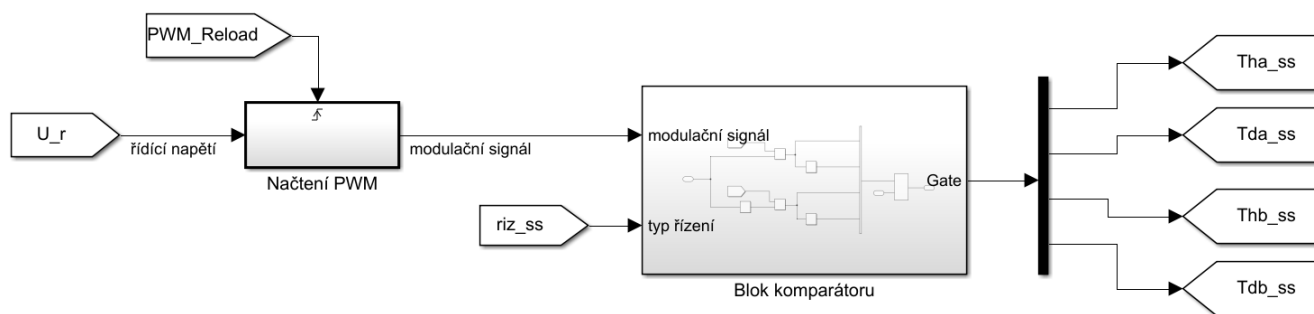 PWM_Reload
U_r
řídící napětí
Načtení PWM
modulační signál
riz_ss
modulační signál
typ řízení
Gate
Blok komparátoru
Tha_ss
Tda_ss
Thb_ss
Tdb_ss